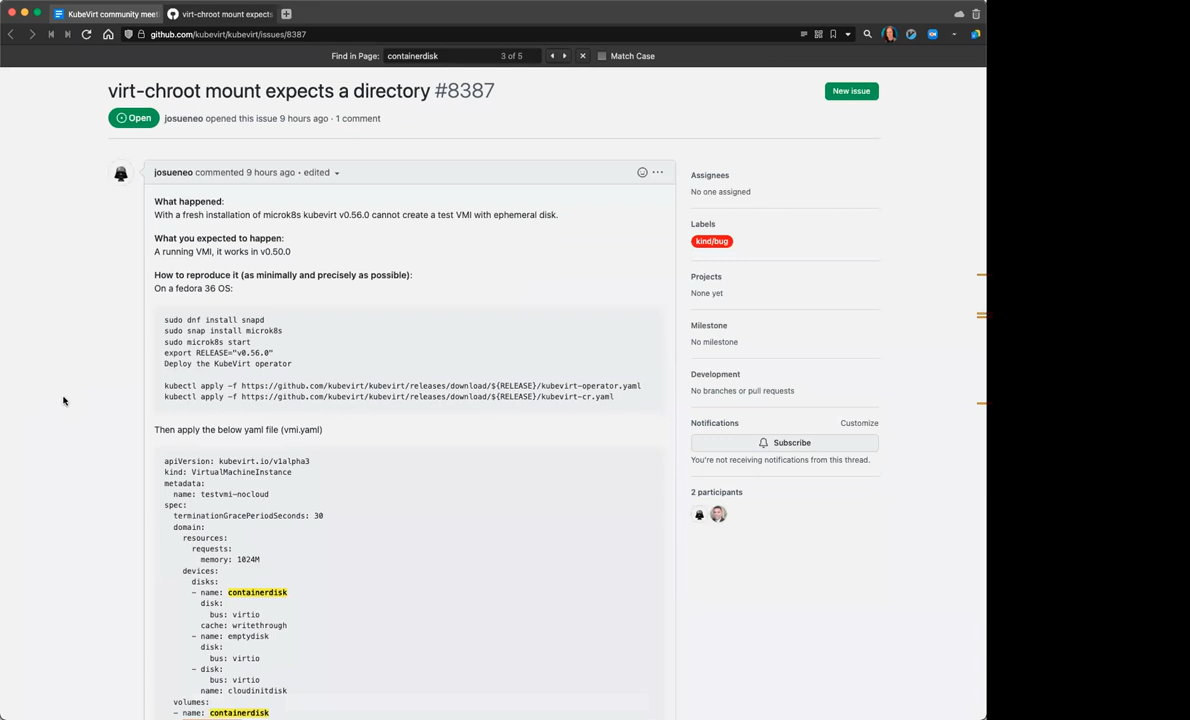 KubeVirt community meet
virt-chroot mount expects
github.com/kubevirt/kubevirt/issues/8387
Find in Page:
containerdisk
3 of 5
Match Case
virt-chroot mount expects a directory #8387
New issue
Open
josueneo opened this issue 9 hours ago · 1 comment
josueneo commented 9 hours ago • edited
What happened:
With a fresh installation of microk8s kubevirt v0.56.0 cannot create a test VMI with ephemeral disk.
What you expected to happen:
A running VMI, it works in v0.50.0
How to reproduce it (as minimally and precisely as possible):
On a fedora 36 OS:
sudo dnf install snapd
sudo snap install microk8s
sudo microk8s start
export RELEASE="v0.56.0"
Deploy the KubeVirt operator
kubectl apply -f https://github.com/kubevirt/kubevirt/releases/download/${RELEASE}/kubevirt-operator.yaml
kubectl apply -f https://github.com/kubevirt/kubevirt/releases/download/${RELEASE}/kubevirt-cr.yaml
Then apply the below yaml file (vmi.yaml)
apiVersion: kubevirt.io/v1alpha3
kind: VirtualMachineInstance
metadata:
name: testvmi-nocloud
spec:
terminationGracePeriodSeconds: 30
domain:
resources:
requests:
memory: 1024M
devices:
disks:
- name: containerdisk
disk:
bus: virtio
cache: writethrough
- name: emptydisk
disk:
bus: virtio
- disk:
bus: virtio
name: cloudinitdisk
volumes:
- name: containerdisk
Assignees
No one assigned
Labels
kind/bug
Projects
None yet
Milestone
No milestone
Development
No branches or pull requests
Notifications
Customize
Subscribe
You're not receiving notifications from this thread.
2 participants